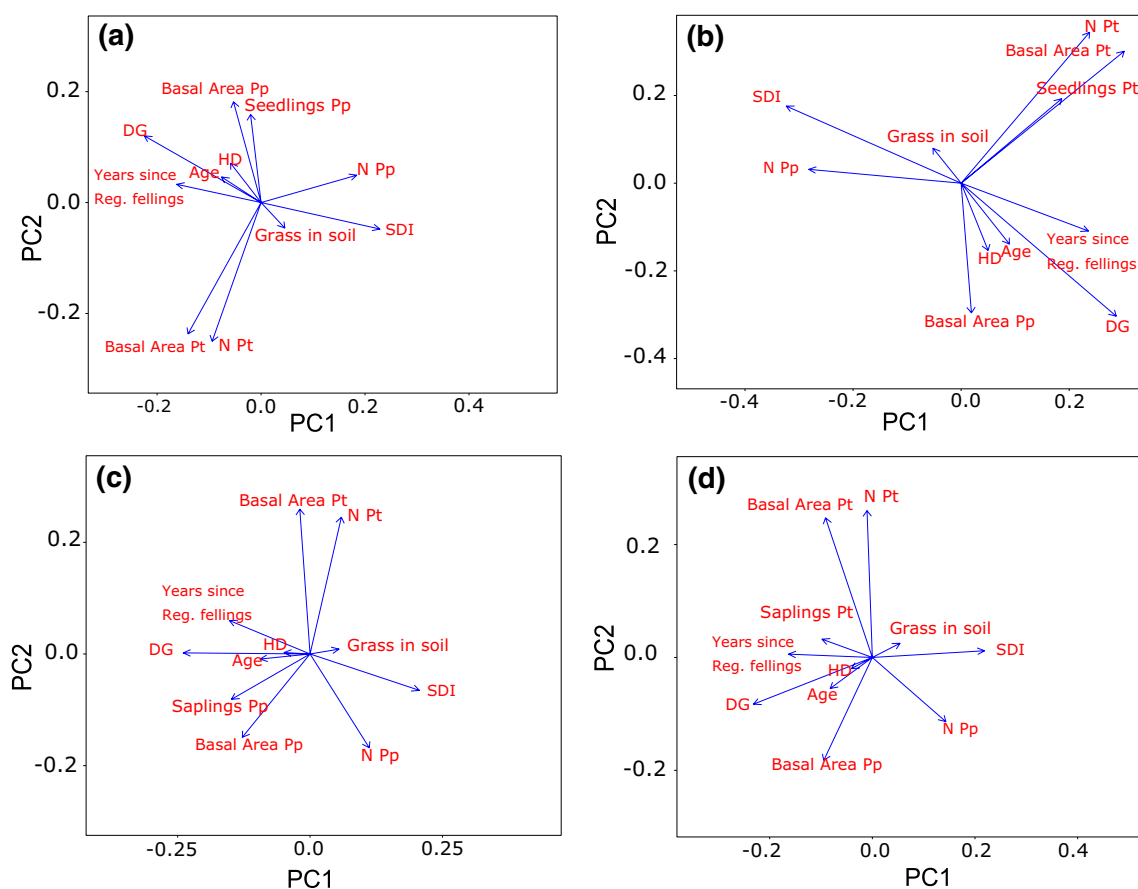 (a)
0.2
0.0
-0.2
PC2
Basal Area Pp
Seedlings Pp
DG
HD
Age
N Pp
Years since
Reg. fellings
Grass in soil
SDI
Basal Area Pt
N Pt
-0.2
0.0
0.2
0.4
PC1
(b)
0.2
0.0
-0.2
-0.4
PC2
N Pt
Basal Area Pt
SDI
Seedlings Pt
Grass in soil
N Pp
Years since
Reg. fellings
HD
Age
Basal Area Pp
DG
-0.4
-0.2
0.0
0.2
PC1
(c)
0.2
0.0
-0.2
PC2
Basal Area Pt
N Pt
Years since
Reg. fellings
DG
HD
Age
Grass in soil
SDI
Saplings Pp
Basal Area Pp
N Pp
-0.25
0.0
0.25
PC1
(d)
0.2
0.0
-0.2
PC2
Basal Area Pt
N Pt
Saplings Pt
Grass in soil
Years since
Reg. fellings
SDI
HD
Age
DG
N Pp
Basal Area Pp
-0.2
0.0
0.2
0.4
PC1